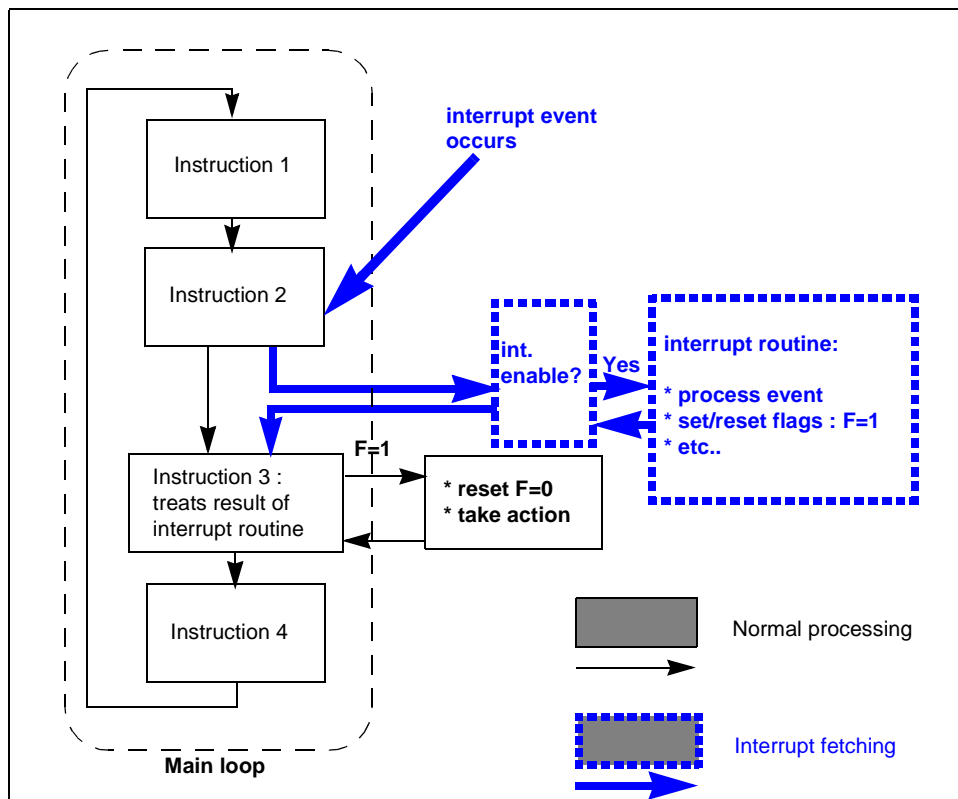 interrupt event
occurs
Instruction 1
Instruction 2
int.
enable?
Yes
interrupt routine:
* process event
* set/reset flags : F=1
* etc..
F=1
Instruction 3 :
treats result of
interrupt routine
* reset F=0
* take action
Instruction 4
Main loop
Normal processing
Interrupt fetching